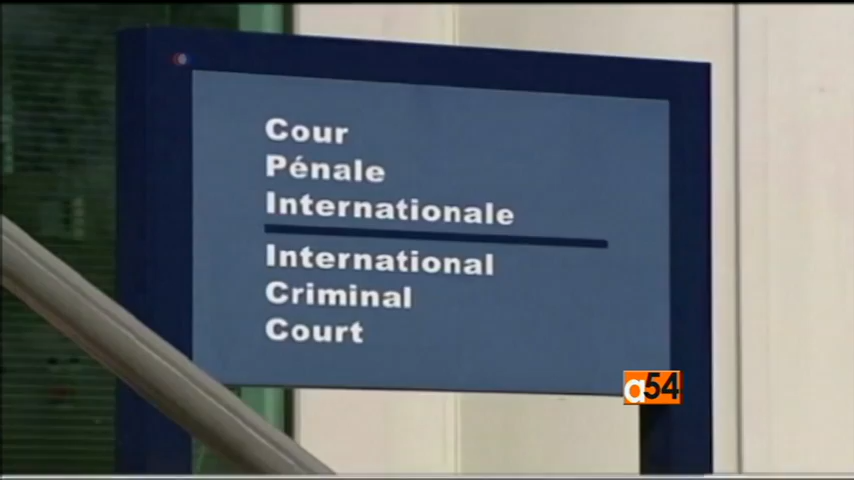 Cour
Pénale
Internationale
International
Criminal
Court
a54